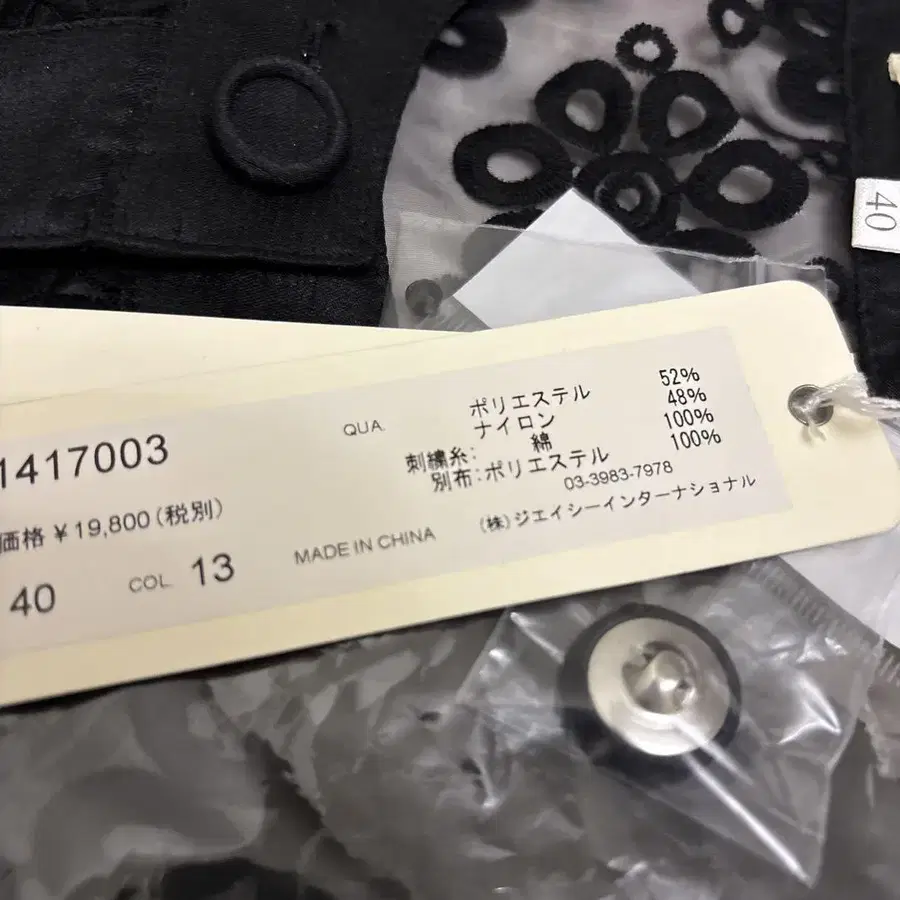 1417003
QUA.
ポリエステル 52%
ナイロン 48%
刺繍糸: 綿 100%
別布:ポリエステル 100%
03-3983-7978
価格 ¥19,800(税別)
(株)ジエイシーインターナショナル
40 COL. 13 MADE IN CHINA
40